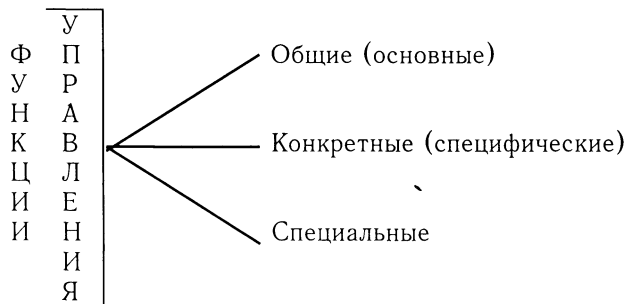 ФУНКЦИИ
УПРАВЛЕНИЯ
Общие (основные)
Конкретные (специфические)
Специальные